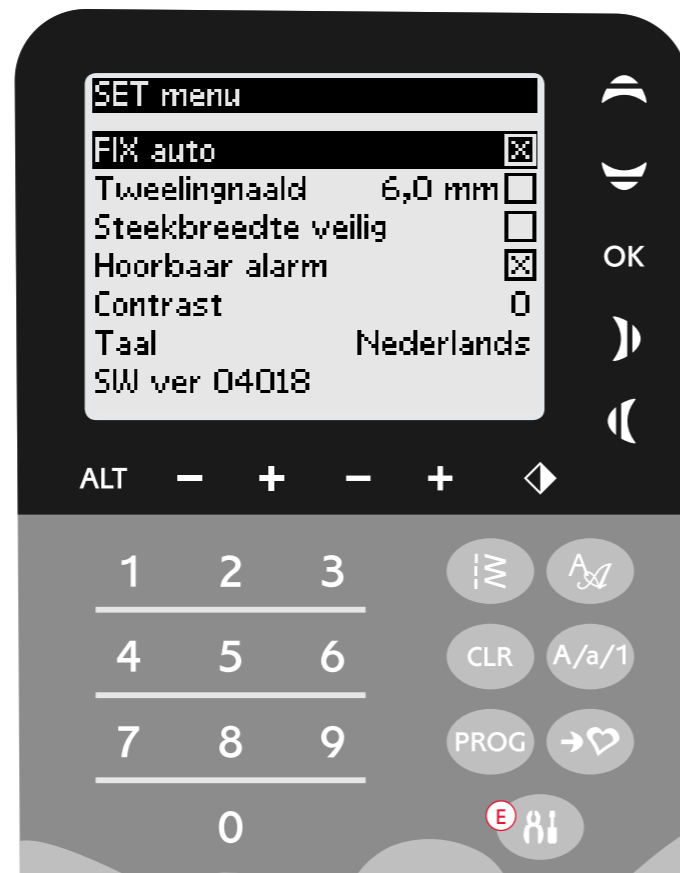 SET menu
FIX auto
Tweelingnaald 6,0 mm
Steekbreedte veilig
Hoorbaar alarm
Contrast 0
Taal Nederlands
SW ver 04018
OK
ALT - + - +
1 2 3
A
4 5 6 CLR A/a/1
7 8 9 PROG
0 E